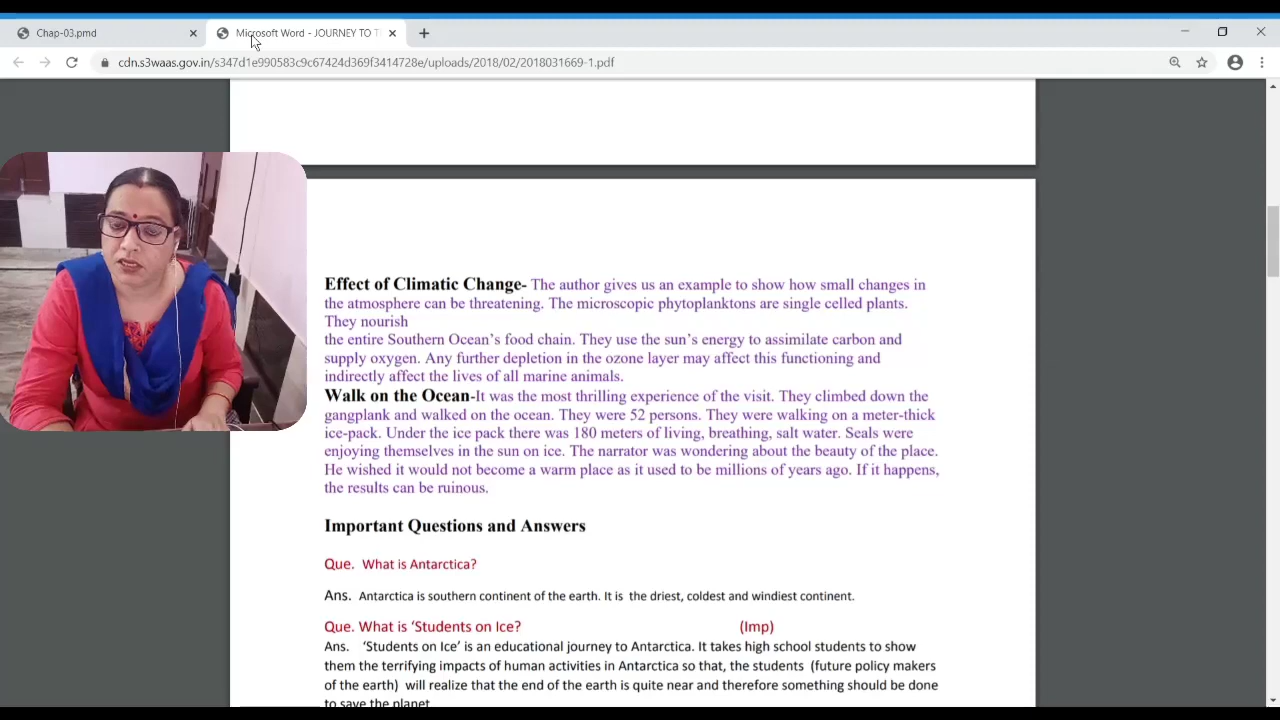 Chap-03.pmd
Microsoft Word - JOURNEY TO T
cdn.s3waas.gov.in/s347d1e990583c9c67424d369f3414728e/uploads/2018/02/2018031669-1.pdf
Effect of Climatic Change- The author gives us an example to show how small changes in
the atmosphere can be threatening. The microscopic phytoplanktons are single celled plants.
They nourish
the entire Southern Ocean's food chain. They use the sun's energy to assimilate carbon and
supply oxygen. Any further depletion in the ozone layer may affect this functioning and
indirectly affect the lives of all marine animals.
Walk on the Ocean-It was the most thrilling experience of the visit. They climbed down the
gangplank and walked on the ocean. They were 52 persons. They were walking on a meter-thick
ice-pack. Under the ice pack there was 180 meters of living, breathing, salt water. Seals were
enjoying themselves in the sun on ice. The narrator was wondering about the beauty of the place.
He wished it would not become a warm place as it used to be millions of years ago. If it happens,
the results can be ruinous.
Important Questions and Answers
Que. What is Antarctica?
Ans. Antarctica is southern continent of the earth. It is the driest, coldest and windiest continent.
Que. What is 'Students on Ice? (Imp)
Ans. 'Students on Ice' is an educational journey to Antarctica. It takes high school students to show
them the terrifying impacts of human activities in Antarctica so that, the students (future policy makers
of the earth) will realize that the end of the earth is quite near and therefore something should be done
to save the planet